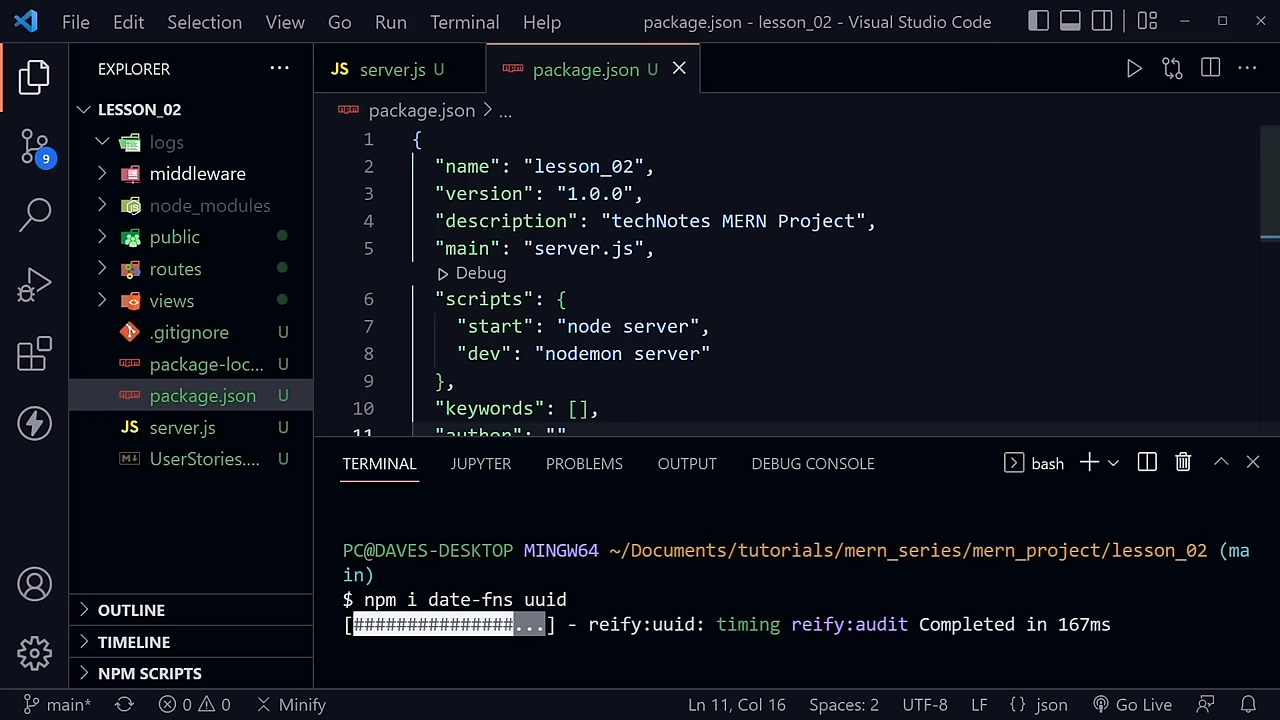 File Edit Selection View Go Run Terminal Help package.json - lesson_02 - Visual Studio Code
EXPLORER
LESSON_02
logs
middleware
node_modules
public
routes
views
.gitignore U
package-loc... U
package.json U
JS server.js U
UserStories.... U
OUTLINE
TIMELINE
NPM SCRIPTS
9
JS server.js U package.json U
package.json > ...
1 {
2 "name": "lesson_02",
3 "version": "1.0.0",
4 "description": "techNotes MERN Project",
5 "main": "server.js",
Debug
6 "scripts": {
7 "start": "node server",
8 "dev": "nodemon server"
9 },
10 "keywords": [],
11 "author": ""
TERMINAL JUPYTER PROBLEMS OUTPUT DEBUG CONSOLE bash
PC@DAVES-DESKTOP MINGW64 ~/Documents/tutorials/mern_series/mern_project/lesson_02 (ma
in)
$ npm i date-fns uuid
[###############...] - reify:uuid: timing reify:audit Completed in 167ms
main* 0 0 Minify Ln 11, Col 16 Spaces: 2 UTF-8 LF {} json Go Live